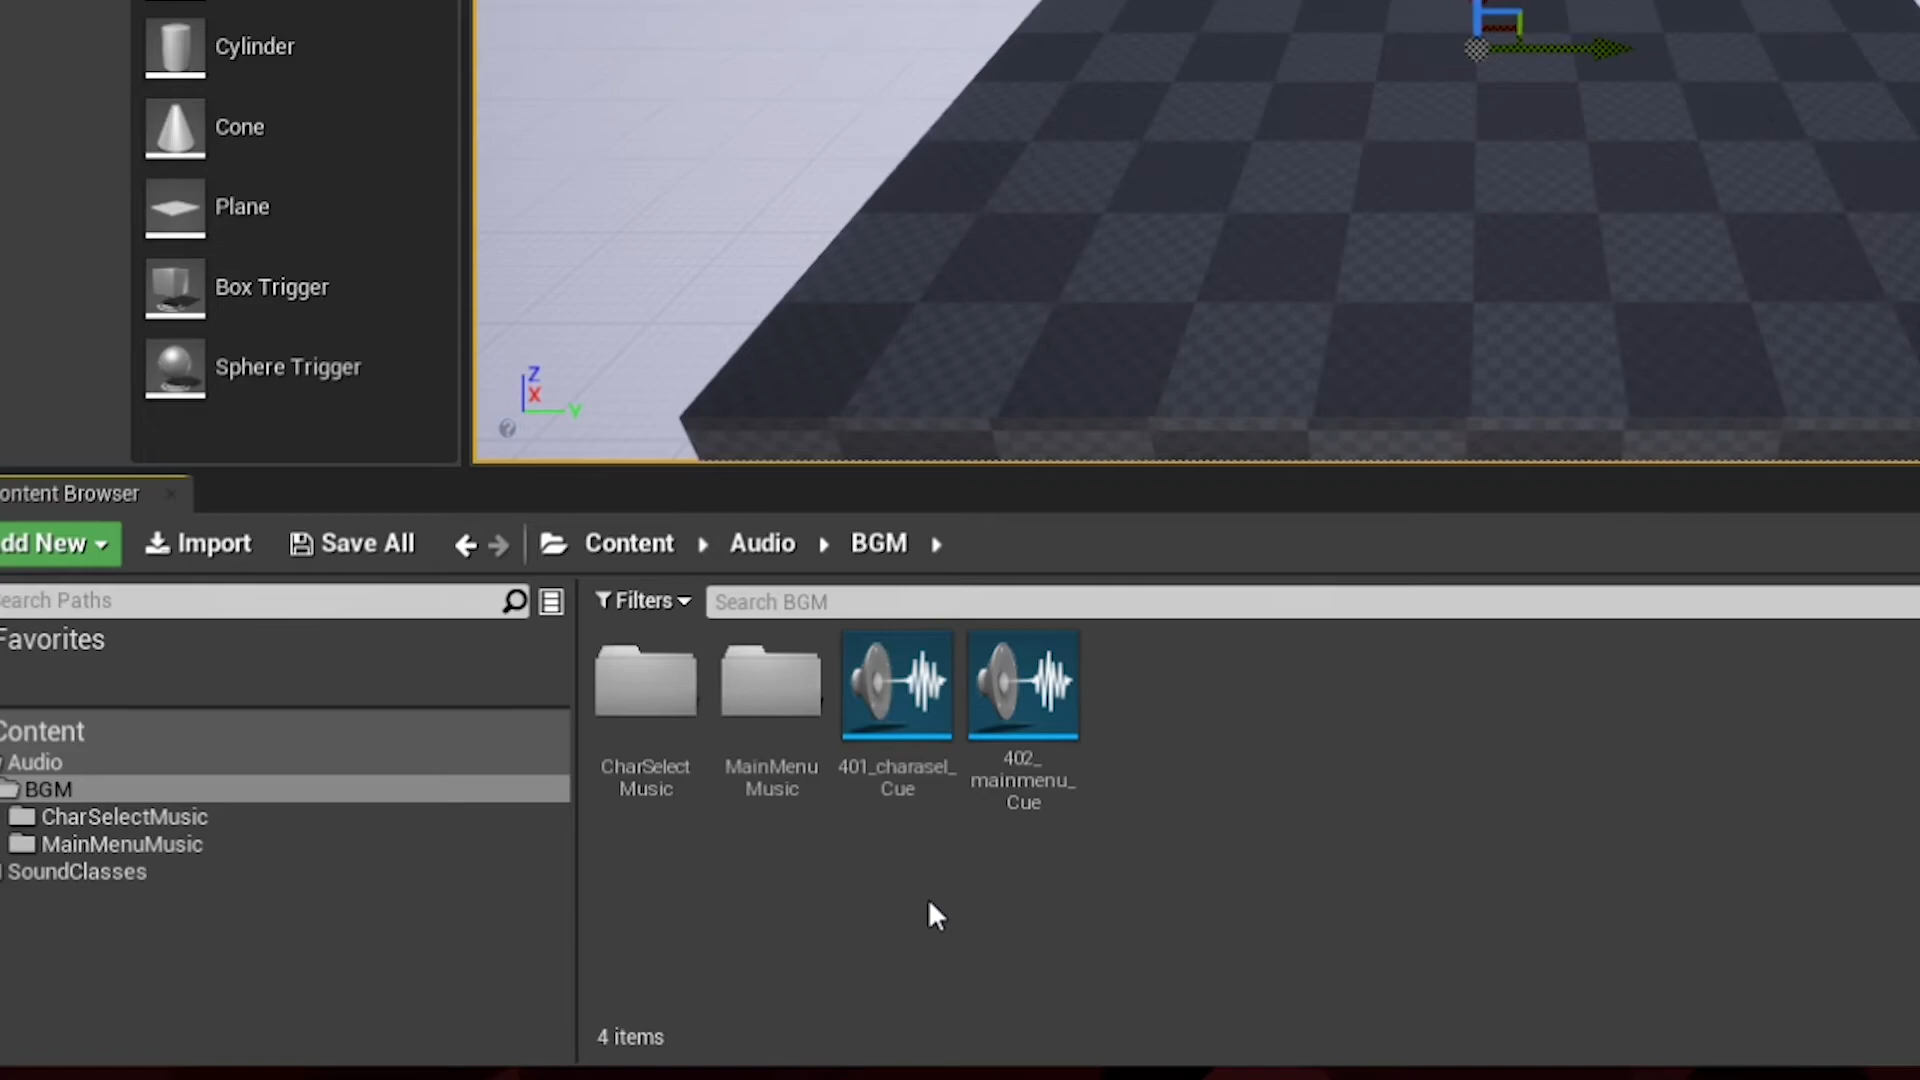 Cylinder
Cone
Plane
Box Trigger
Sphere Trigger
Z
X
Y
?
ontent Browser
dd New
Import
Save All
Content
Audio
BGM
earch Paths
Filters
Search BGM
Favorites
Content
Audio
BGM
CharSelectMusic
MainMenuMusic
SoundClasses
CharSelect
Music
MainMenu
Music
401_charasel_
Cue
402_
mainmenu_
Cue
4 items